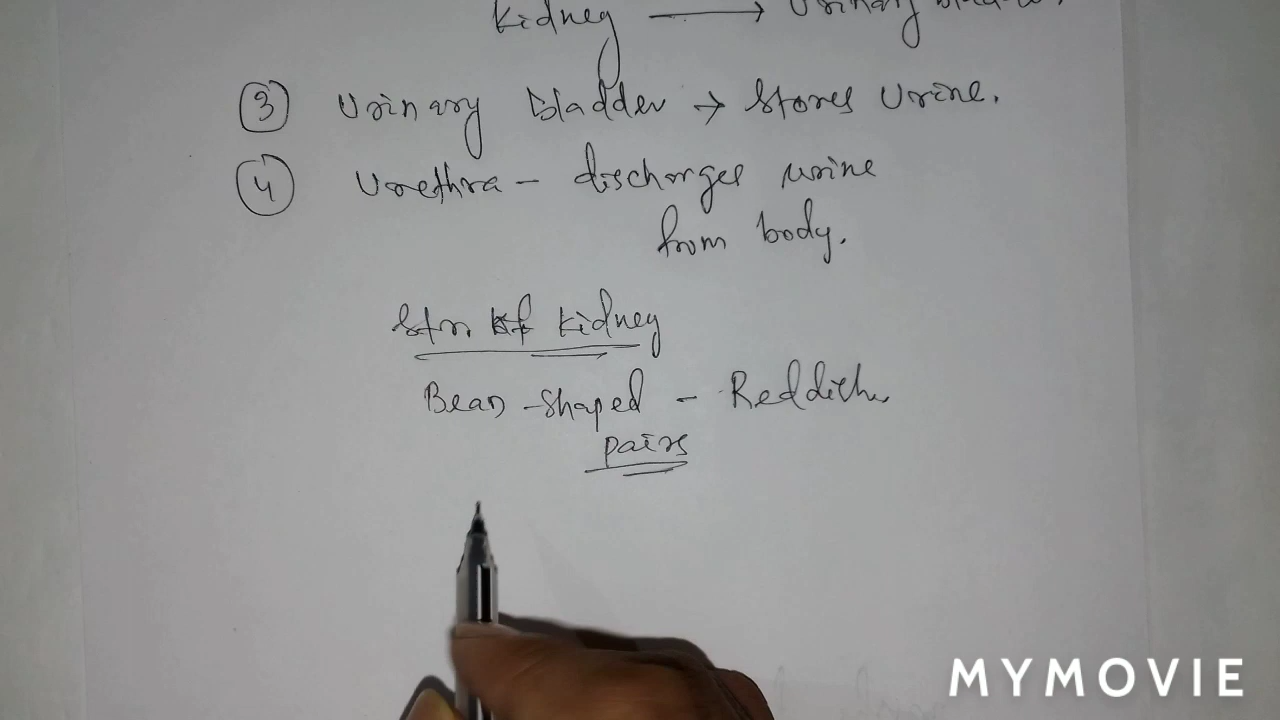 Kidney ⟶ Urinary
③ Urinary bladder → Stores Urine.
④ Urethra - discharges urine
from body.
Str. of Kidney
Bean-shaped - Reddish
pairs
MYMOVIE